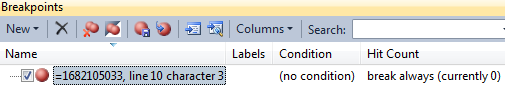 Breakpoints
New Columns Search:
Name Labels Condition Hit Count
=1682105033, line 10 character 3 (no condition) break always (currently 0)